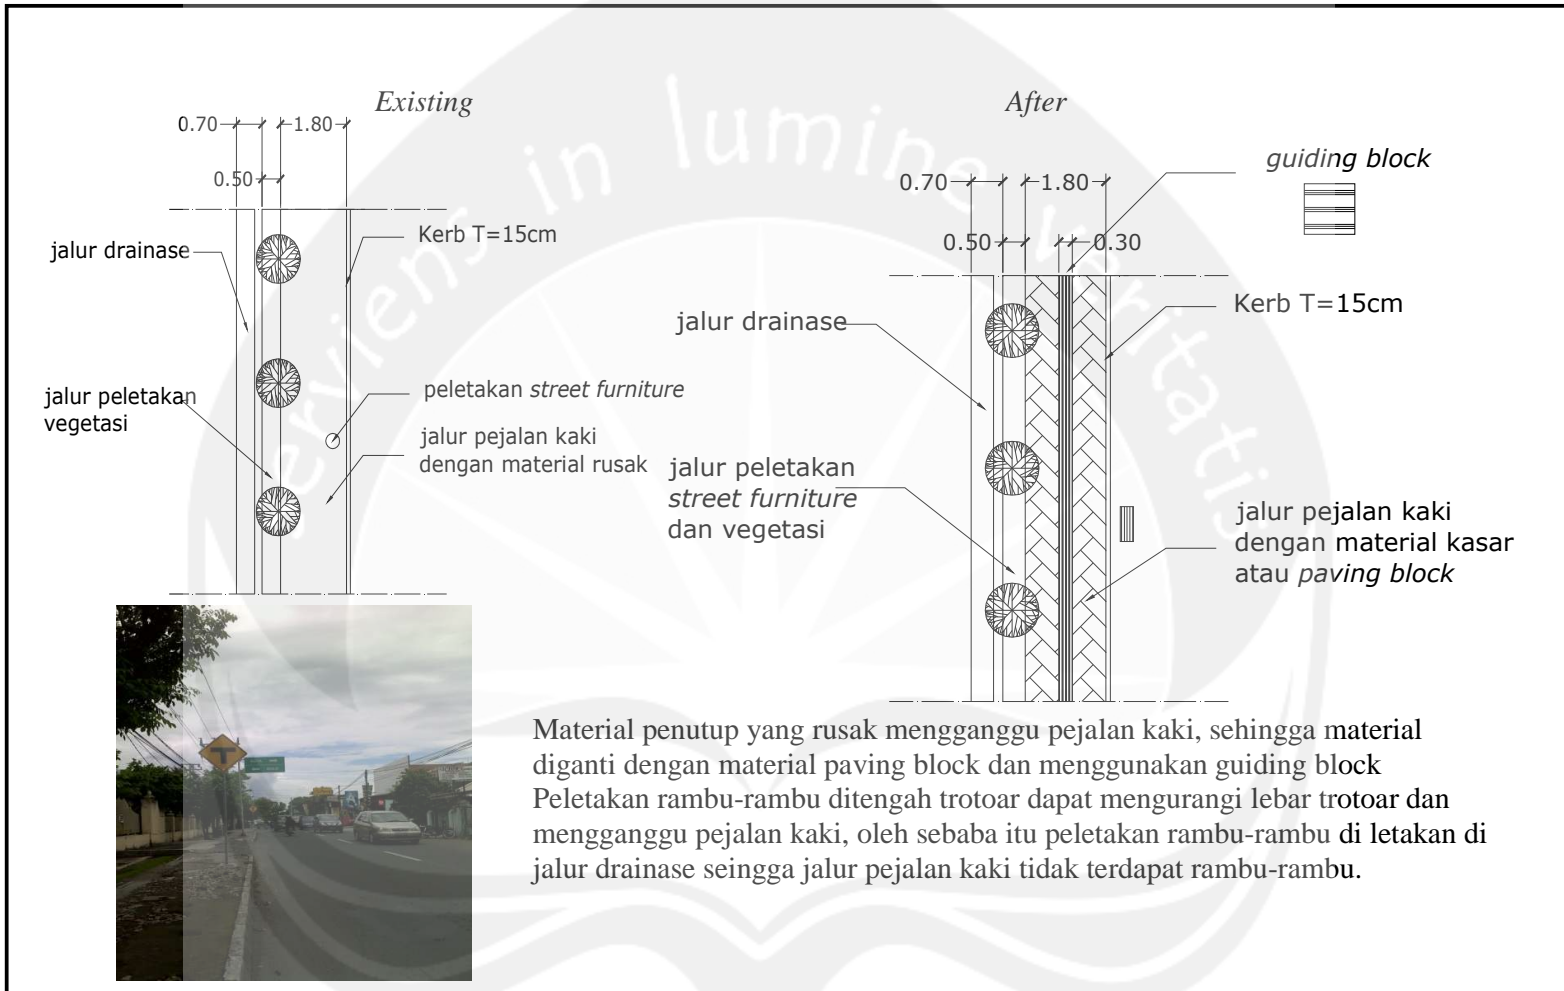 Existing
0.70
1.80
0.50
Kerb T=15cm
jalur drainase
jalur peletakan
vegetasi
peletakan street furniture
jalur pejalan kaki
dengan material rusak
After
guiding block
0.70
1.80
0.50
0.30
Kerb T=15cm
jalur drainase
jalur peletakan
street furniture
dan vegetasi
jalur pejalan kaki
dengan material kasar
atau paving block
Material penutup yang rusak mengganggu pejalan kaki, sehingga material
diganti dengan material paving block dan menggunakan guiding block
Peletakan rambu-rambu ditengah trotoar dapat mengurangi lebar trotoar dan
mengganggu pejalan kaki, oleh sebaba itu peletakan rambu-rambu di letakan di
jalur drainase seingga jalur pejalan kaki tidak terdapat rambu-rambu.
serviens in lumine veritatis